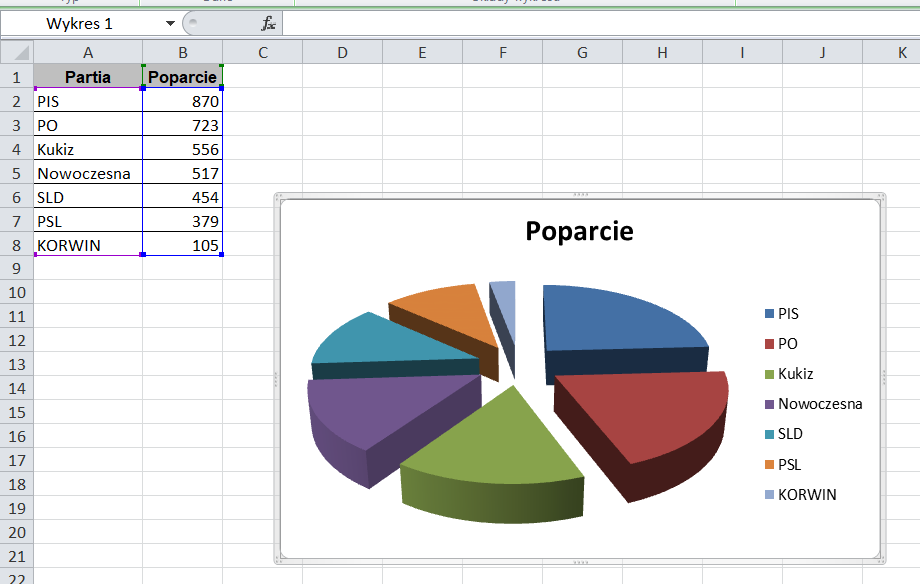 Wykres 1 fx
A B C D E F G H I J K
1 Partia Poparcie
2 PIS 870
3 PO 723
4 Kukiz 556
5 Nowoczesna 517
6 SLD 454
7 PSL 379
8 KORWIN 105
9
10
11
12
13
14
15
16
17
18
19
20
21
22
Poparcie
PIS
PO
Kukiz
Nowoczesna
SLD
PSL
KORWIN